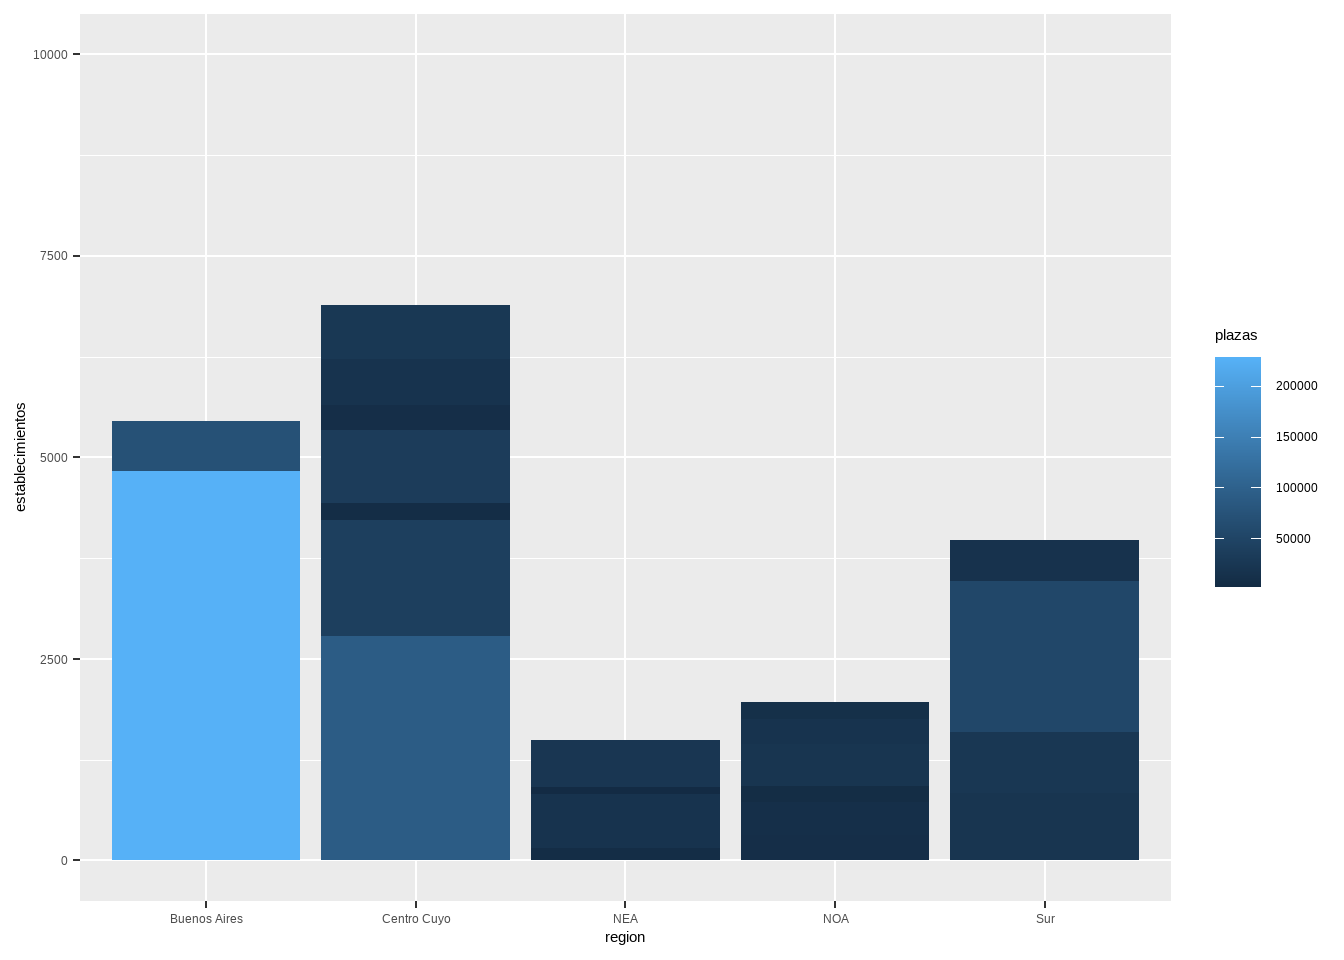 10000
7500
5000
2500
0
establecimientos
Buenos Aires
Centro Cuyo
NEA
NOA
Sur
region
plazas
200000
150000
100000
50000